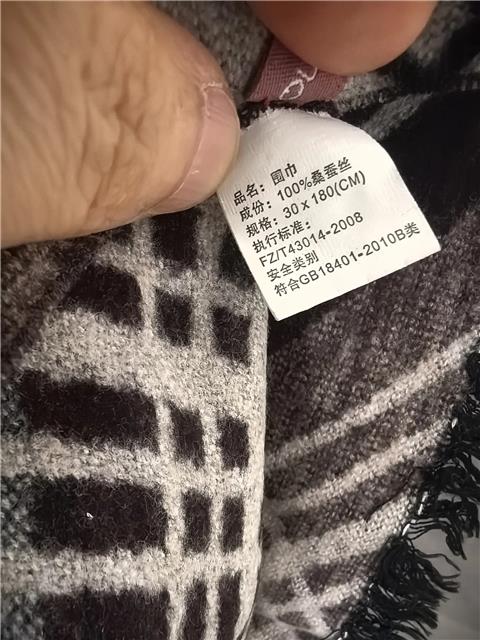 品名：围巾
成份：100%桑蚕丝
规格：30 x 180(CM)
执行标准：
FZ/T43014-2008
安全类别
符合GB18401-2010B类